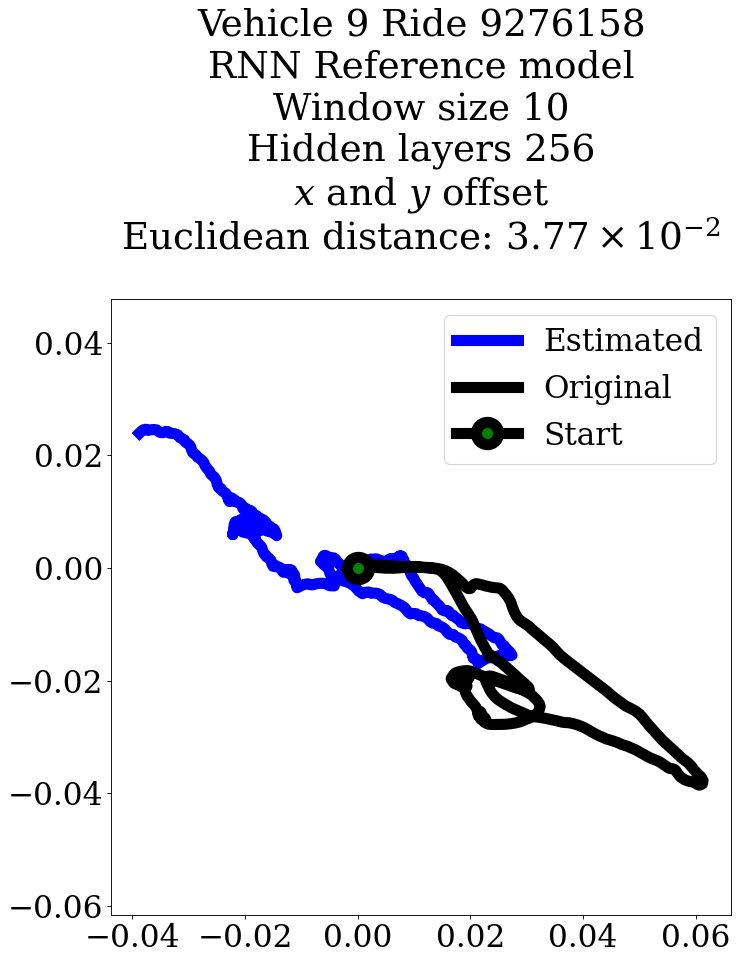 Vehicle 9 Ride 9276158
RNN Reference model
Window size 10
Hidden layers 256
x and y offset
Euclidean distance: 3.77 × 10⁻²
Estimated
Original
Start
0.04
0.02
0.00
−0.02
−0.04
−0.06
−0.04 −0.02 0.00 0.02 0.04 0.06